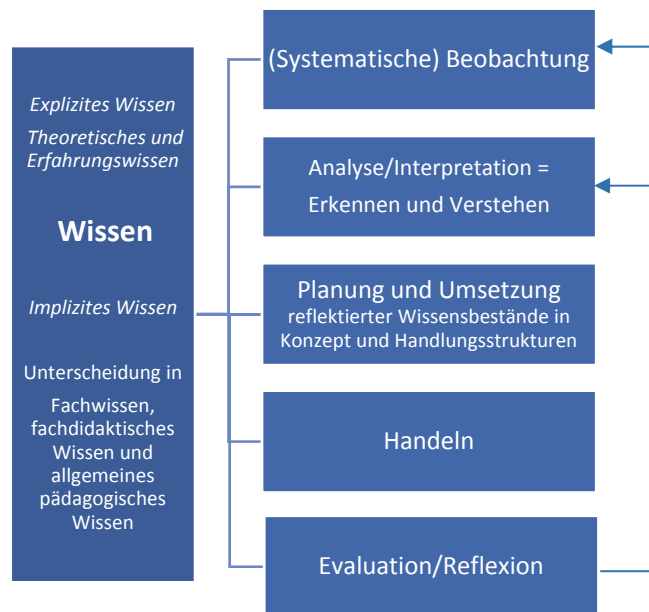 Explizites Wissen
Theoretisches und
Erfahrungswissen
Wissen
Implizites Wissen
Unterscheidung in
Fachwissen,
fachdidaktisches
Wissen und
allgemeines
pädagogisches
Wissen
(Systematische) Beobachtung
Analyse/Interpretation =
Erkennen und Verstehen
Planung und Umsetzung
reflektierter Wissensbestände in
Konzept und Handlungsstrukturen
Handeln
Evaluation/Reflexion